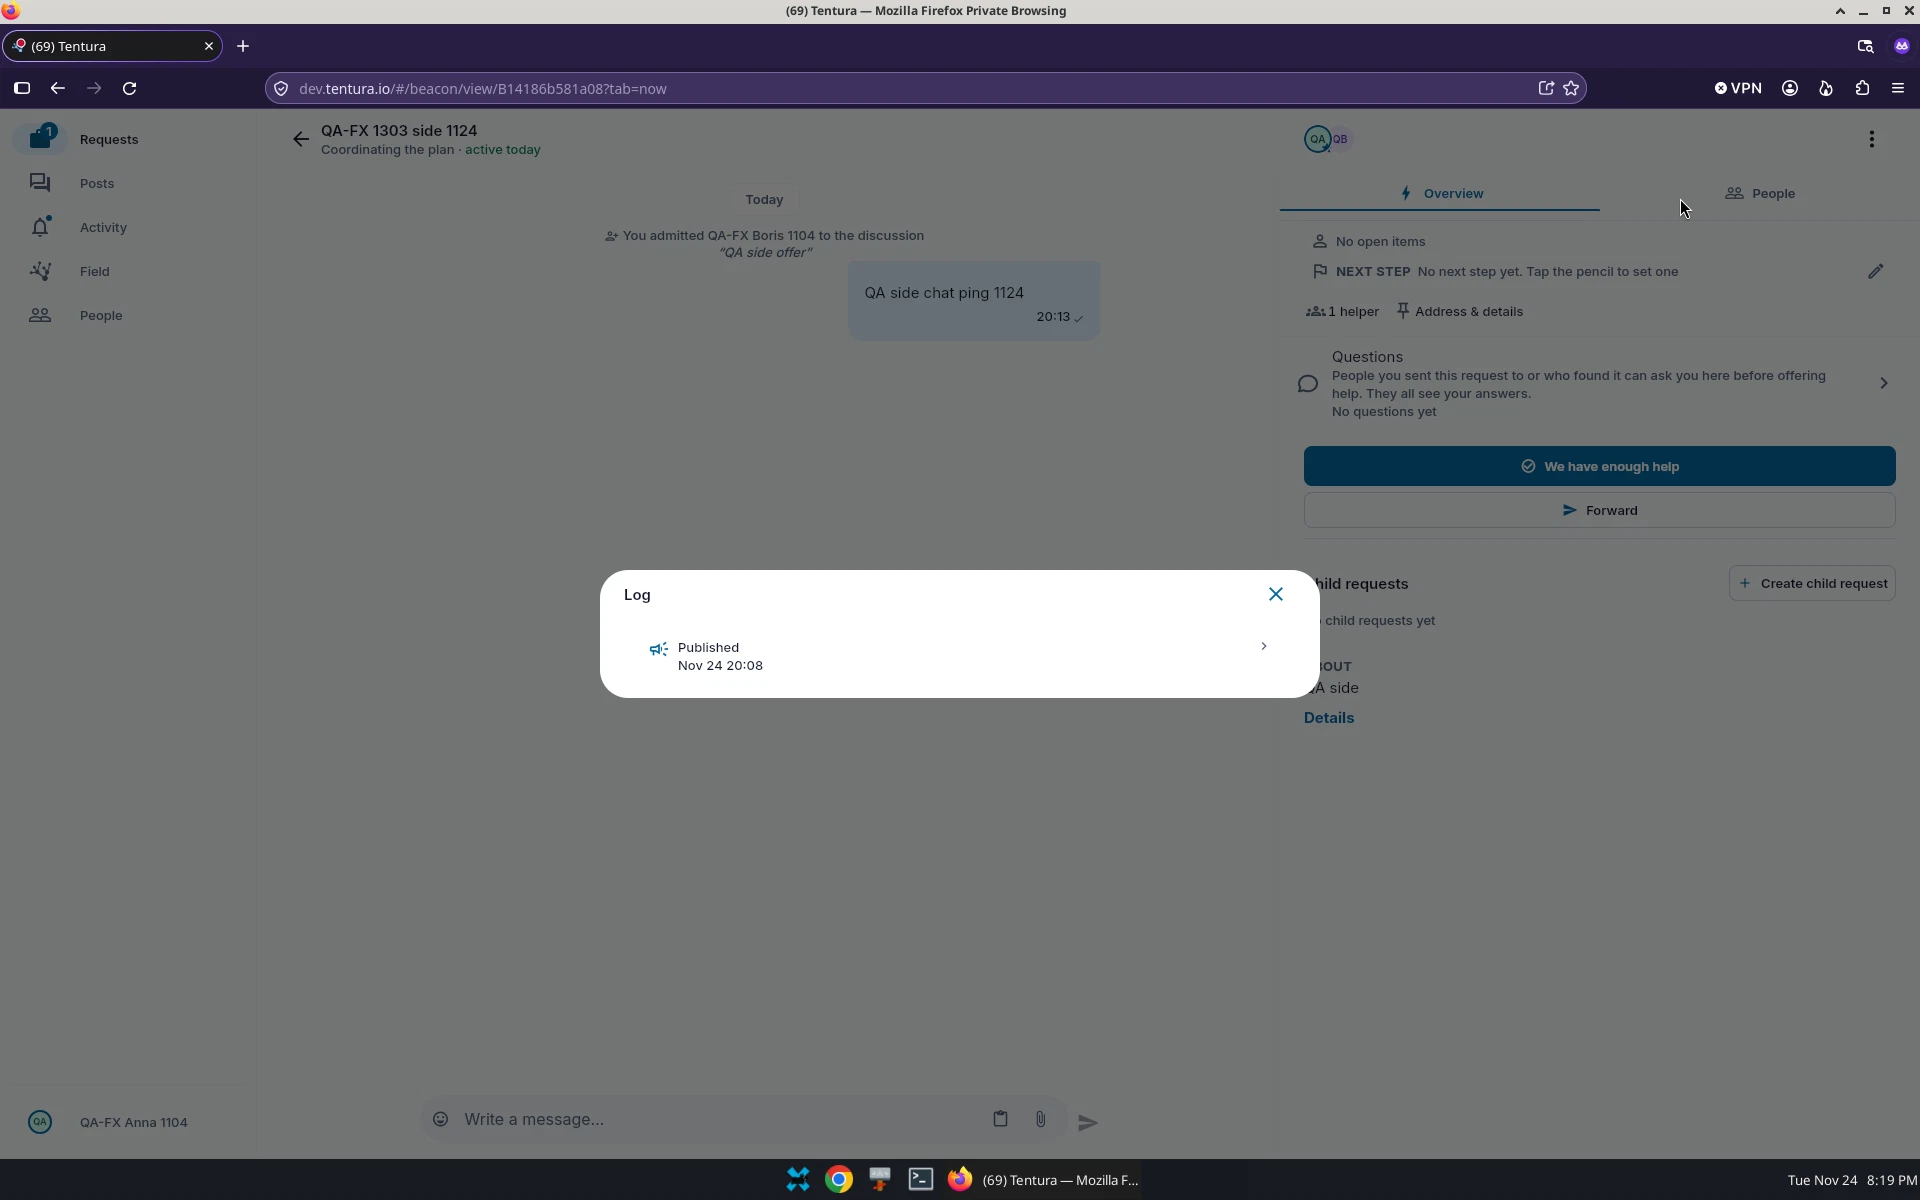 (69) Tentura — Mozilla Firefox Private Browsing
(69) Tentura
dev.tentura.io/#/beacon/view/B14186b581a08?tab=now
VPN
1
Requests
Posts
Activity
Field
People
QA-FX 1303 side 1124
Coordinating the plan · active today
Today
You admitted QA-FX Boris 1104 to the discussion
“QA side offer”
QA side chat ping 1124
20:13
QA QB
Overview
People
No open items
NEXT STEP No next step yet. Tap the pencil to set one
1 helper
Address & details
Questions
People you sent this request to or who found it can ask you here before offering
help. They all see your answers.
No questions yet
We have enough help
Forward
hild requests
Create child request
child requests yet
BOUT
A side
Details
Log
Published
Nov 24 20:08
Write a message...
QA
QA-FX Anna 1104
(69) Tentura — Mozilla F...
Tue Nov 24 8:19 PM